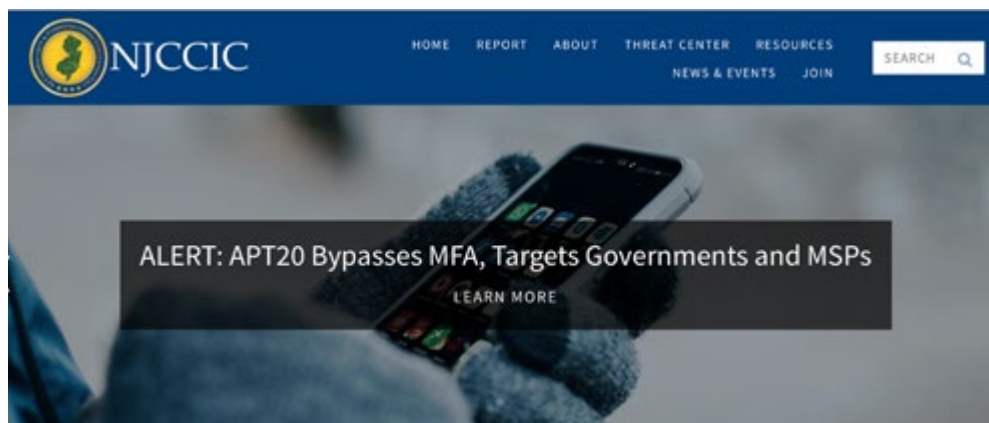 NJCCIC
HOME REPORT ABOUT THREAT CENTER RESOURCES
NEWS & EVENTS JOIN
SEARCH
ALERT: APT20 Bypasses MFA, Targets Governments and MSPs
LEARN MORE